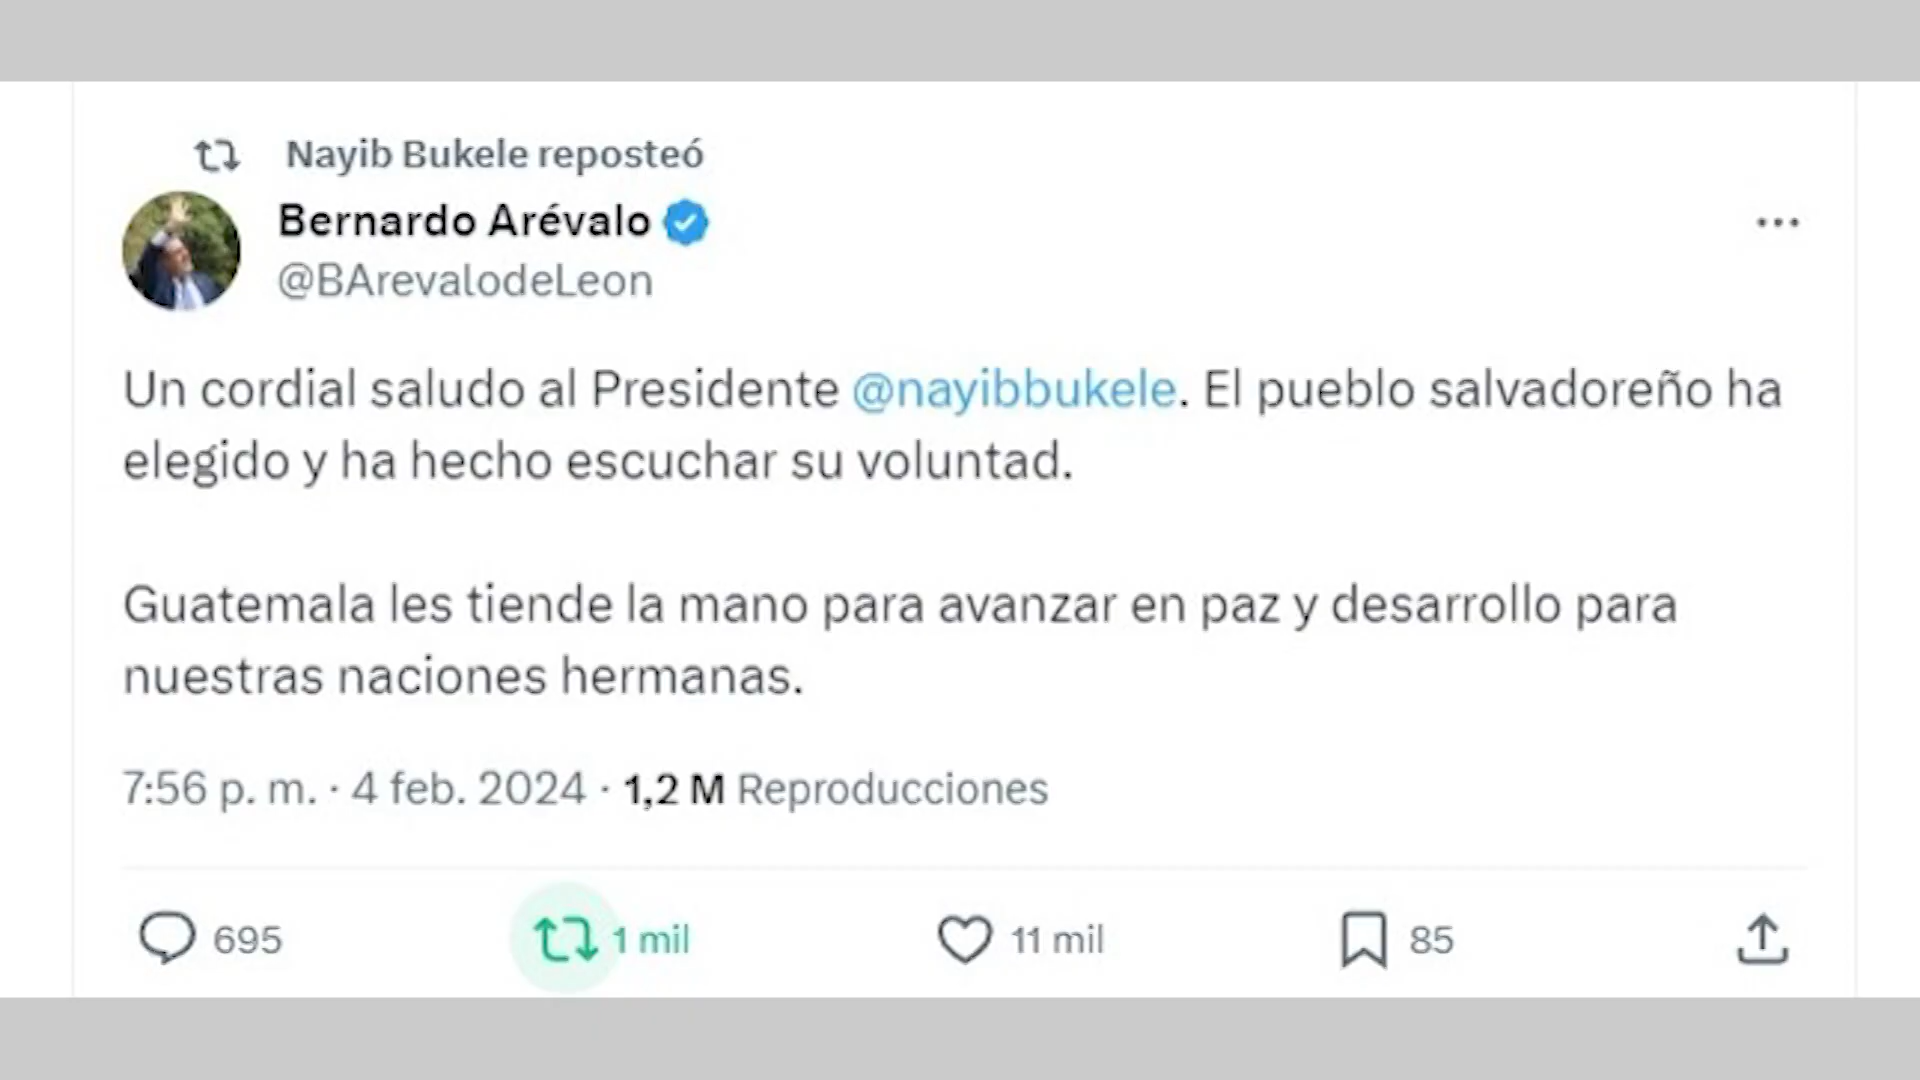 Nayib Bukele reposteó
Bernardo Arévalo
@BArevalodeLeon
Un cordial saludo al Presidente @nayibbukele. El pueblo salvadoreño ha
elegido y ha hecho escuchar su voluntad.
Guatemala les tiende la mano para avanzar en paz y desarrollo para
nuestras naciones hermanas.
7:56 p. m. · 4 feb. 2024 · 1,2 M Reproducciones
695 1 mil 11 mil 85